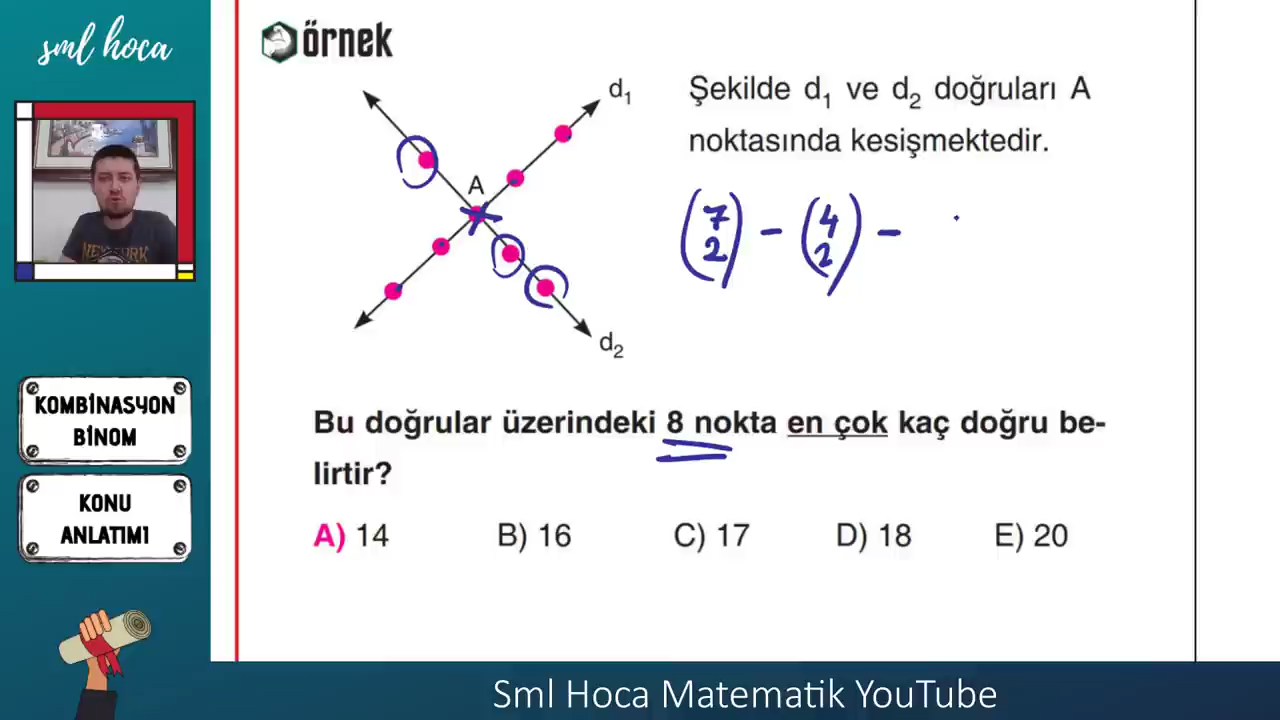 sml hoca
örnek
Şekilde d1 ve d2 doğruları A
noktasında kesişmektedir.
d1
A
d2
(7 2) - (4 2) -
Bu doğrular üzerindeki 8 nokta en çok kaç doğru be-
lirtir?
A) 14 B) 16 C) 17 D) 18 E) 20
KOMBİNASYON
BİNOM
KONU
ANLATIMI
NEW YORK
Sml Hoca Matematik YouTube